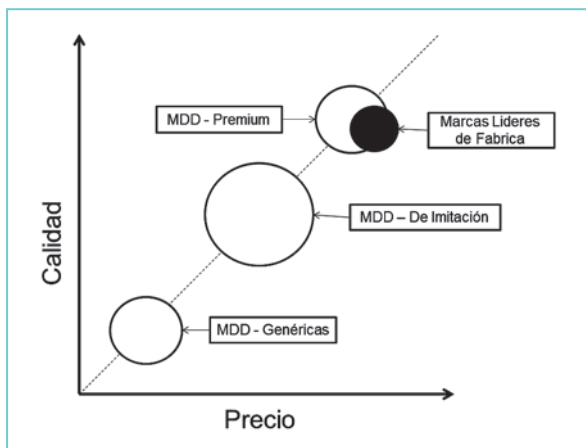 MDD - Premium
Marcas Lideres
de Fabrica
MDD – De Imitación
MDD - Genéricas
Calidad
Precio